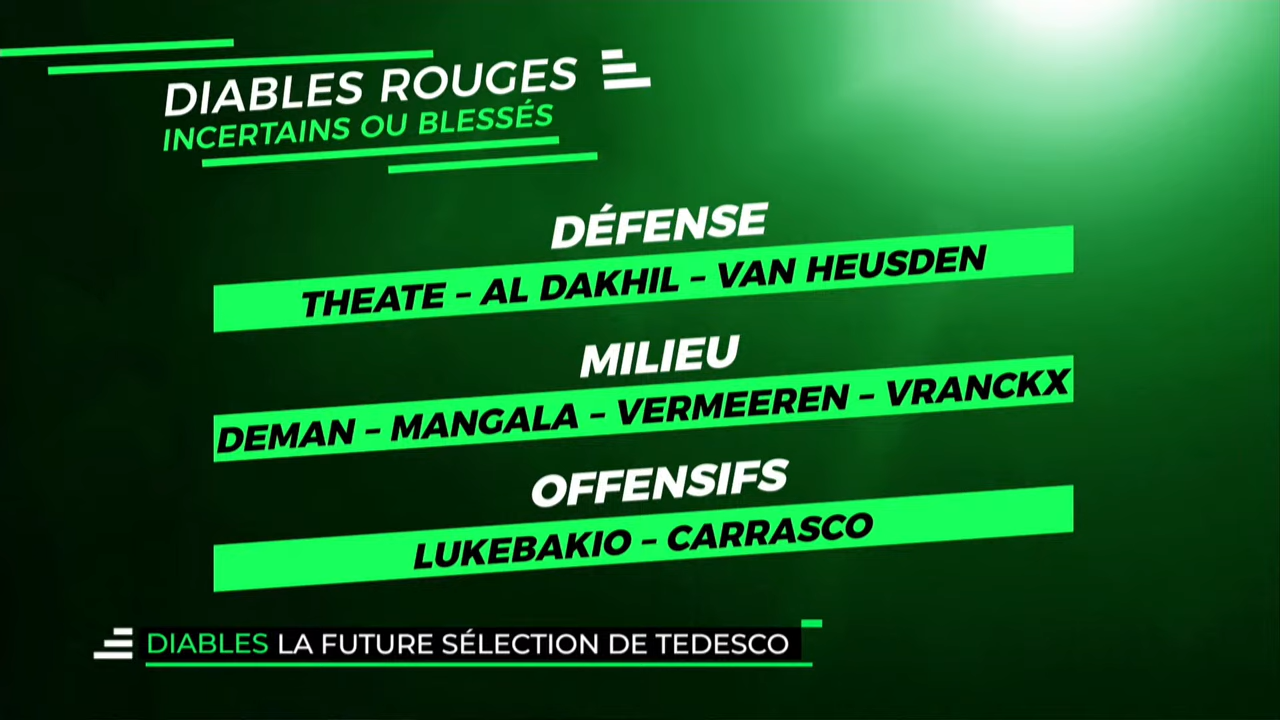 DIABLES ROUGES
INCERTAINS OU BLESSÉS
DÉFENSE
THEATE - AL DAKHIL - VAN HEUSDEN
MILIEU
DEMAN - MANGALA - VERMEEREN - VRANCKX
OFFENSIFS
LUKEBAKIO - CARRASCO
DIABLES LA FUTURE SÉLECTION DE TEDESCO